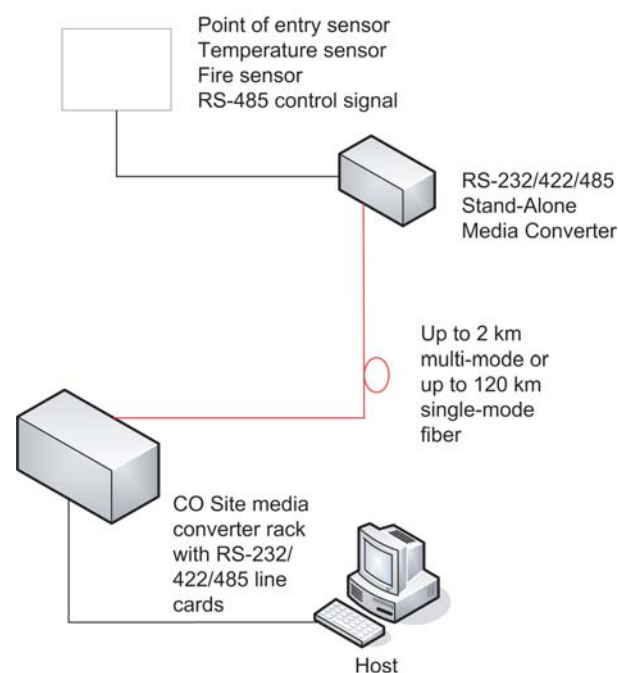 Point of entry sensor
Temperature sensor
Fire sensor
RS-485 control signal
RS-232/422/485
Stand-Alone
Media Converter
Up to 2 km
multi-mode or
up to 120 km
single-mode
fiber
CO Site media
converter rack
with RS-232/
422/485 line
cards
Host